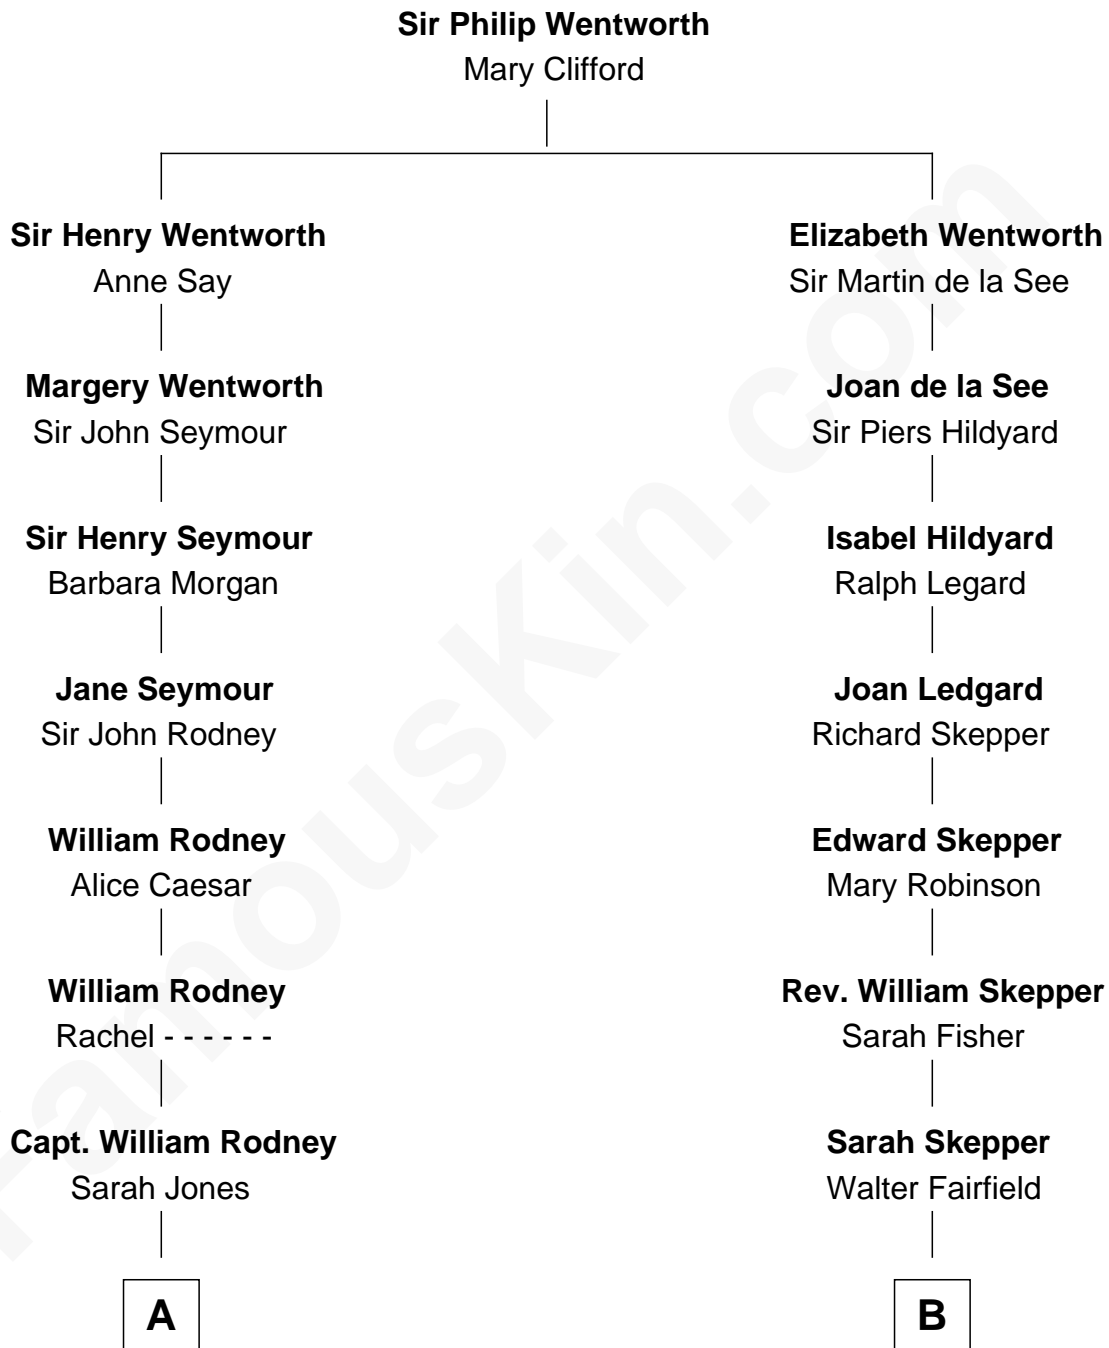 Sir Philip Wentworth
Mary Clifford
Sir Henry Wentworth
Anne Say
Elizabeth Wentworth
Sir Martin de la See
Margery Wentworth
Sir John Seymour
Joan de la See
Sir Piers Hildyard
Sir Henry Seymour
Barbara Morgan
Isabel Hildyard
Ralph Legard
Jane Seymour
Sir John Rodney
Joan Ledgard
Richard Skepper
William Rodney
Alice Caesar
Edward Skepper
Mary Robinson
William Rodney
Rachel - - - - - -
Rev. William Skepper
Sarah Fisher
Capt. William Rodney
Sarah Jones
Sarah Skepper
Walter Fairfield
A
B
FamousKin.com